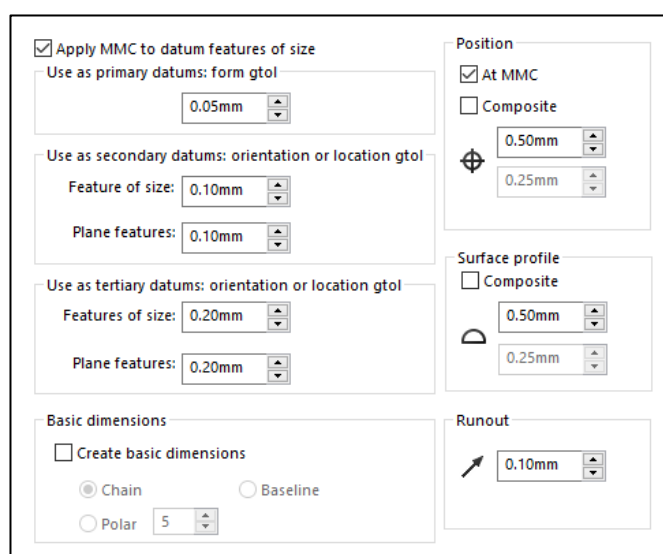 Apply MMC to datum features of size
Use as primary datums: form gtol
0.05mm
Use as secondary datums: orientation or location gtol
Feature of size: 0.10mm
Plane features: 0.10mm
Use as tertiary datums: orientation or location gtol
Features of size: 0.20mm
Plane features: 0.20mm
Basic dimensions
Create basic dimensions
Chain Baseline
Polar 5
Position
At MMC
Composite
0.50mm
0.25mm
Surface profile
Composite
0.50mm
0.25mm
Runout
0.10mm